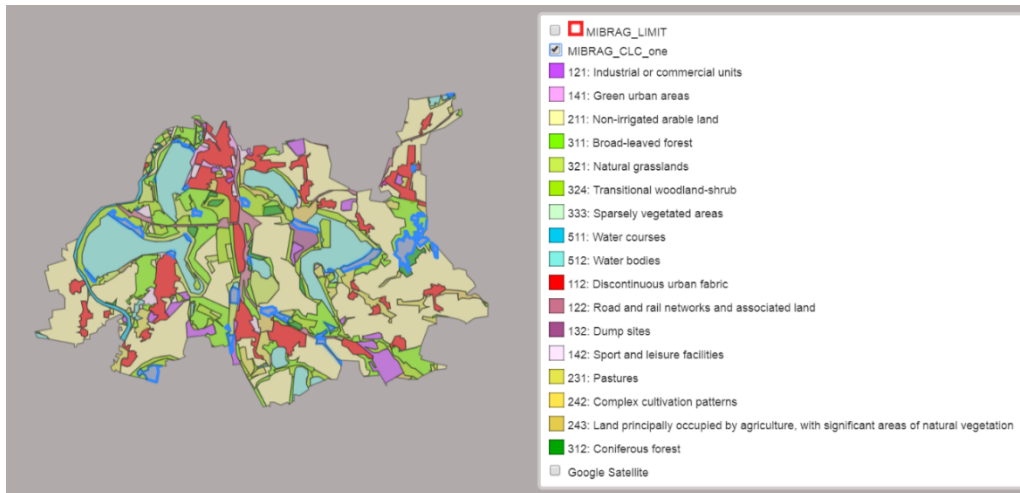 MIBRAG_LIMIT
MIBRAG_CLC_one
121: Industrial or commercial units
141: Green urban areas
211: Non-irrigated arable land
311: Broad-leaved forest
321: Natural grasslands
324: Transitional woodland-shrub
333: Sparsely vegetated areas
511: Water courses
512: Water bodies
112: Discontinuous urban fabric
122: Road and rail networks and associated land
132: Dump sites
142: Sport and leisure facilities
231: Pastures
242: Complex cultivation patterns
243: Land principally occupied by agriculture, with significant areas of natural vegetation
312: Coniferous forest
Google Satellite